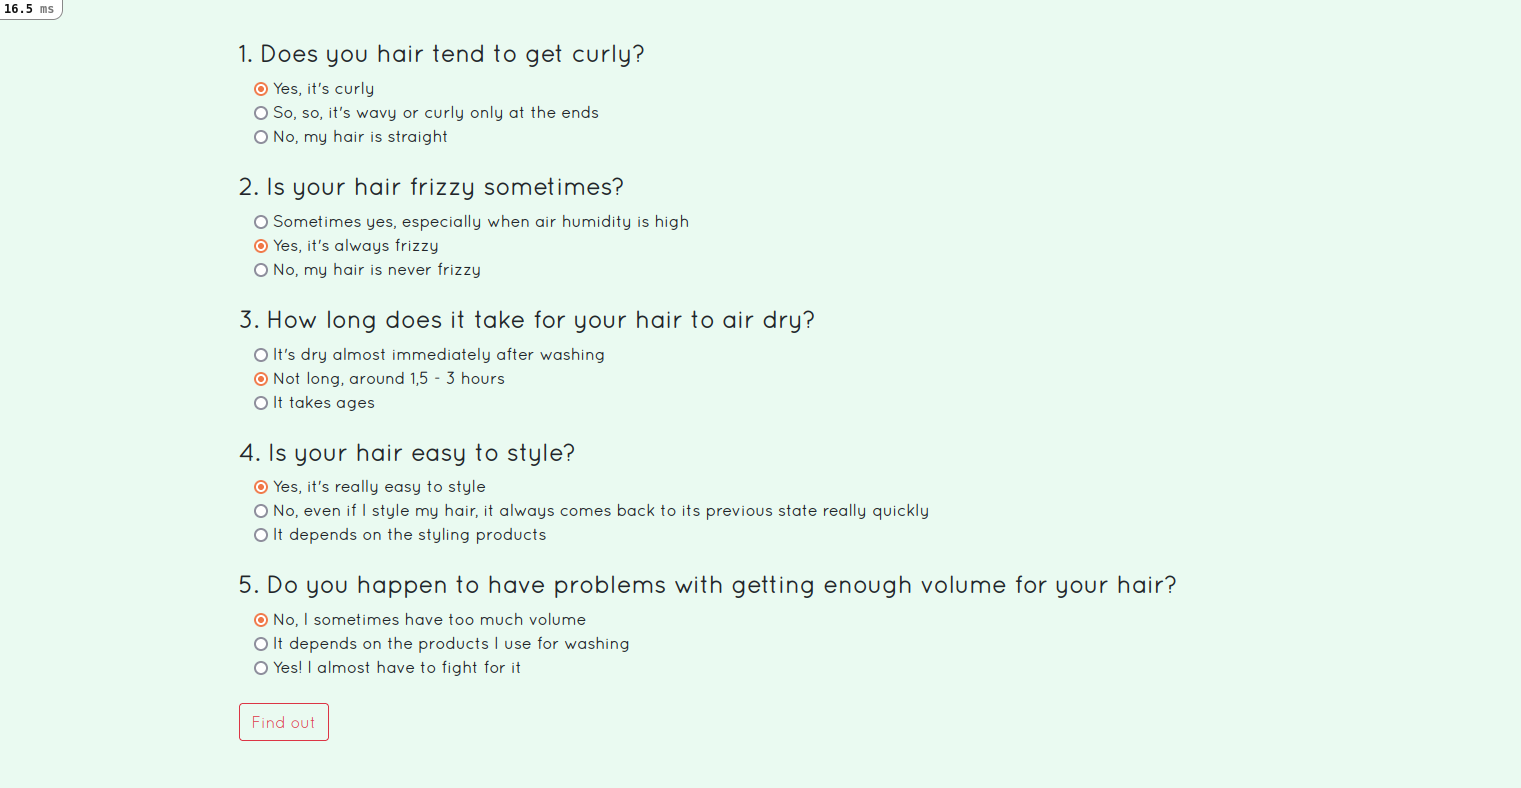 16.5 ms
1. Does you hair tend to get curly?
Yes, it's curly
So, so, it's wavy or curly only at the ends
No, my hair is straight
2. Is your hair frizzy sometimes?
Sometimes yes, especially when air humidity is high
Yes, it's always frizzy
No, my hair is never frizzy
3. How long does it take for your hair to air dry?
It's dry almost immediately after washing
Not long, around 1,5 - 3 hours
It takes ages
4. Is your hair easy to style?
Yes, it's really easy to style
No, even if I style my hair, it always comes back to its previous state really quickly
It depends on the styling products
5. Do you happen to have problems with getting enough volume for your hair?
No, I sometimes have too much volume
It depends on the products I use for washing
Yes! I almost have to fight for it
Find out